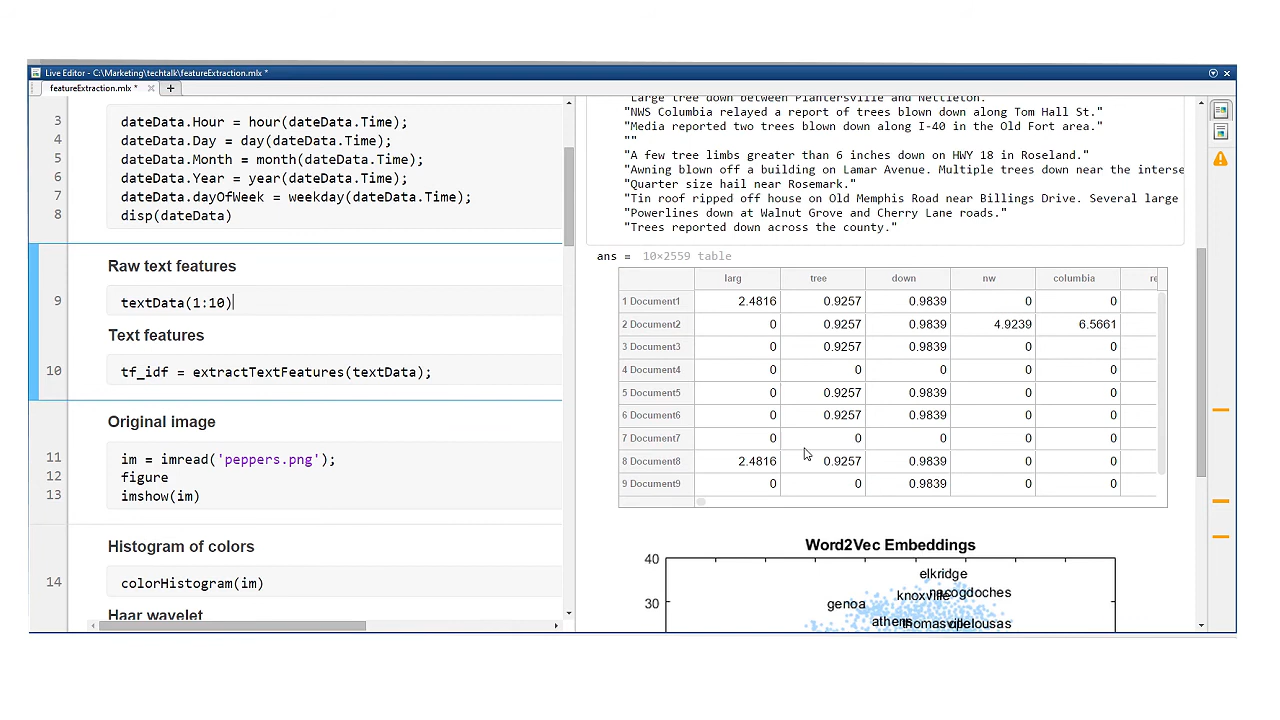 Live Editor - C:\Marketing\techtalk\featureExtraction.mlx *
featureExtraction.mlx *
3 dateData.Hour = hour(dateData.Time);
4 dateData.Day = day(dateData.Time);
5 dateData.Month = month(dateData.Time);
6 dateData.Year = year(dateData.Time);
7 dateData.dayOfWeek = weekday(dateData.Time);
8 disp(dateData)
Raw text features
9 textData(1:10)
Text features
10 tf_idf = extractTextFeatures(textData);
Original image
11 im = imread('peppers.png');
12 figure
13 imshow(im)
Histogram of colors
14 colorHistogram(im)
Haar wavelet
"Large tree down between Plantersville and Nettleton."
"NWS Columbia relayed a report of trees blown down along Tom Hall St."
"Media reported two trees blown down along I-40 in the Old Fort area."
""
"A few tree limbs greater than 6 inches down on HWY 18 in Roseland."
"Awning blown off a building on Lamar Avenue. Multiple trees down near the interse
"Quarter size hail near Rosemark."
"Tin roof ripped off house on Old Memphis Road near Billings Drive. Several large
"Powerlines down at Walnut Grove and Cherry Lane roads."
"Trees reported down across the county."
ans = 10×2559 table
larg tree down nw columbia re
1 Document1 2.4816 0.9257 0.9839 0 0
2 Document2 0 0.9257 0.9839 4.9239 6.5661
3 Document3 0 0.9257 0.9839 0 0
4 Document4 0 0 0 0 0
5 Document5 0 0.9257 0.9839 0 0
6 Document6 0 0.9257 0.9839 0 0
7 Document7 0 0 0 0 0
8 Document8 2.4816 0.9257 0.9839 0 0
9 Document9 0 0 0.9839 0 0
Word2Vec Embeddings
40
elkridge
knoxville nacogdoches
30
genoa
athens thomasville opelousas